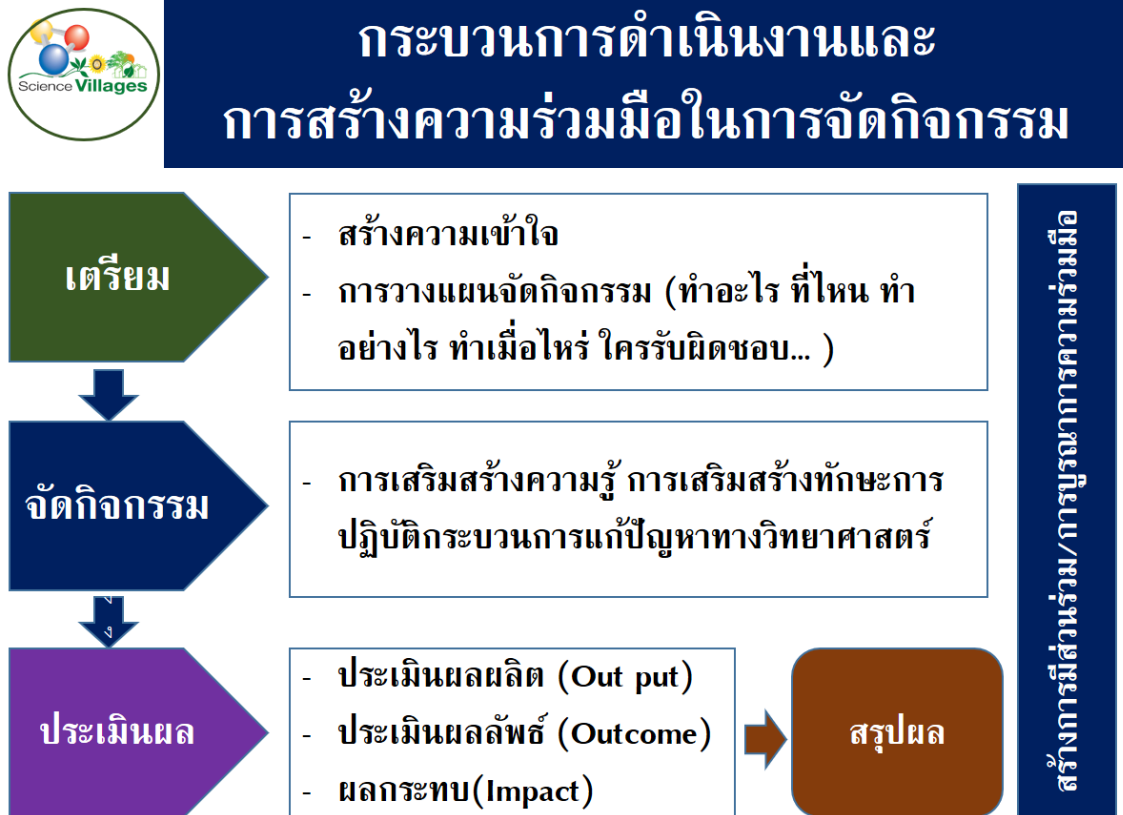 Science Villages
กระบวนการดำเนินงานและ
การสร้างความร่วมมือในการจัดกิจกรรม
เตรียม
- สร้างความเข้าใจ
- การวางแผนจัดกิจกรรม (ทำอะไร ที่ไหน ทำ
อย่างไร ทำเมื่อไหร่ ใครรับผิดชอบ... )
จัดกิจกรรม
- การเสริมสร้างความรู้ การเสริมสร้างทักษะการ
ปฏิบัติกระบวนการแก้ปัญหาทางวิทยาศาสตร์
ประเมินผล
- ประเมินผลผลิต (Out put)
- ประเมินผลลัพธ์ (Outcome)
- ผลกระทบ(Impact)
สรุปผล
สร้างการมีส่วนร่วม/การบูรณาการความร่วมมือ